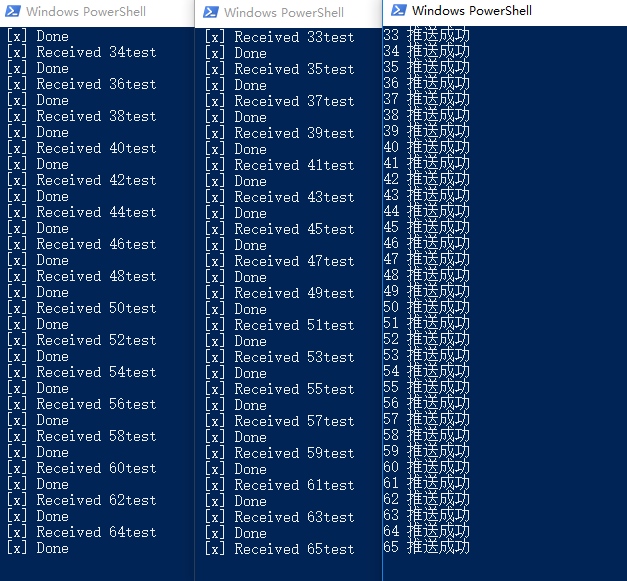 Windows PowerShell
[x] Done
[x] Received 34test
[x] Done
[x] Received 36test
[x] Done
[x] Received 38test
[x] Done
[x] Received 40test
[x] Done
[x] Received 42test
[x] Done
[x] Received 44test
[x] Done
[x] Received 46test
[x] Done
[x] Received 48test
[x] Done
[x] Received 50test
[x] Done
[x] Received 52test
[x] Done
[x] Received 54test
[x] Done
[x] Received 56test
[x] Done
[x] Received 58test
[x] Done
[x] Received 60test
[x] Done
[x] Received 62test
[x] Done
[x] Received 64test
[x] Done
Windows PowerShell
[x] Received 33test
[x] Done
[x] Received 35test
[x] Done
[x] Received 37test
[x] Done
[x] Received 39test
[x] Done
[x] Received 41test
[x] Done
[x] Received 43test
[x] Done
[x] Received 45test
[x] Done
[x] Received 47test
[x] Done
[x] Received 49test
[x] Done
[x] Received 51test
[x] Done
[x] Received 53test
[x] Done
[x] Received 55test
[x] Done
[x] Received 57test
[x] Done
[x] Received 59test
[x] Done
[x] Received 61test
[x] Done
[x] Received 63test
[x] Done
[x] Received 65test
Windows PowerShell
33 推送成功
34 推送成功
35 推送成功
36 推送成功
37 推送成功
38 推送成功
39 推送成功
40 推送成功
41 推送成功
42 推送成功
43 推送成功
44 推送成功
45 推送成功
46 推送成功
47 推送成功
48 推送成功
49 推送成功
50 推送成功
51 推送成功
52 推送成功
53 推送成功
54 推送成功
55 推送成功
56 推送成功
57 推送成功
58 推送成功
59 推送成功
60 推送成功
61 推送成功
62 推送成功
63 推送成功
64 推送成功
65 推送成功